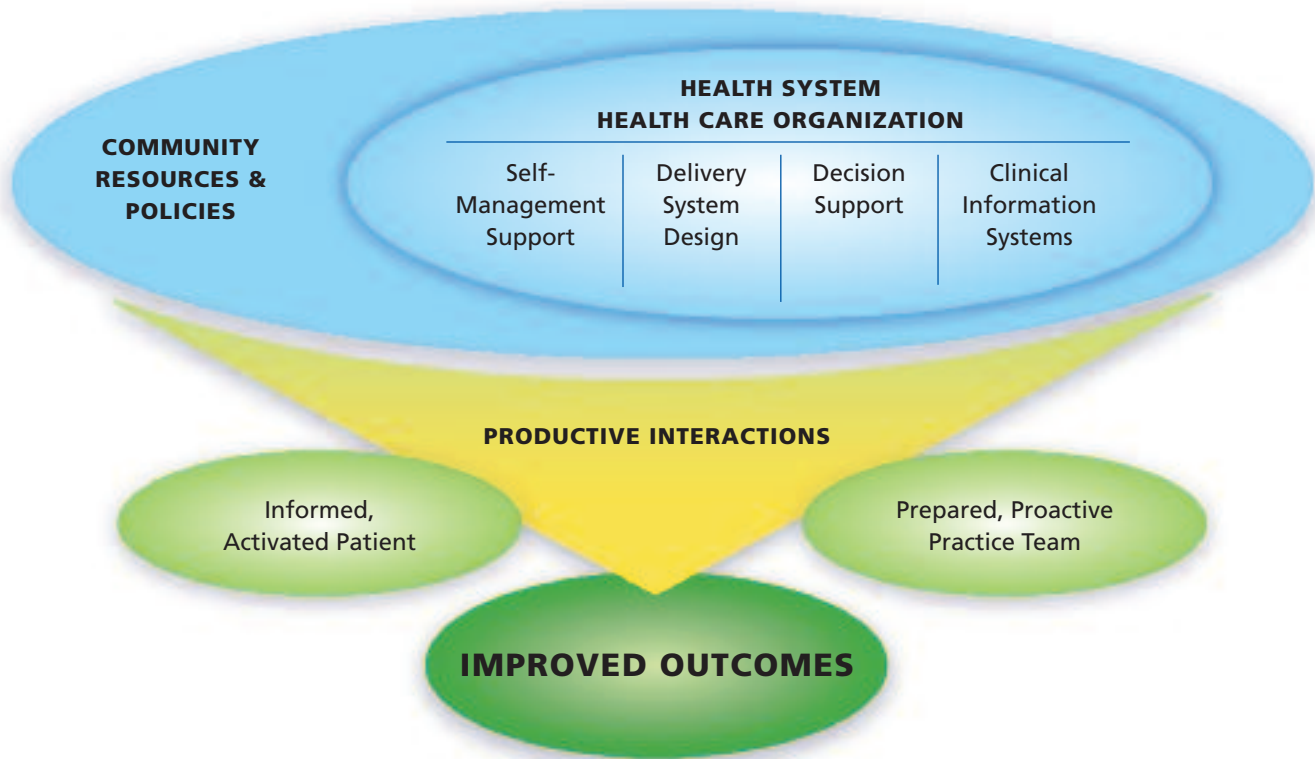 COMMUNITY
RESOURCES &
POLICIES
HEALTH SYSTEM
HEALTH CARE ORGANIZATION
Self-
Management
Support
Delivery
System
Design
Decision
Support
Clinical
Information
Systems
PRODUCTIVE INTERACTIONS
Informed,
Activated Patient
Prepared, Proactive
Practice Team
IMPROVED OUTCOMES